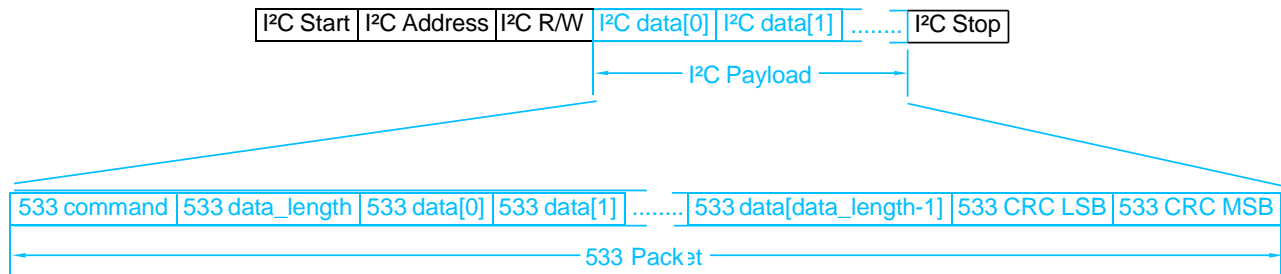 I²C Start I²C Address I²C R/W I²C data[0] I²C data[1] ........ I²C Stop
I²C Payload
533 command 533 data_length 533 data[0] 533 data[1] ........ 533 data[data_length-1] 533 CRC LSB 533 CRC MSB
533 Packet